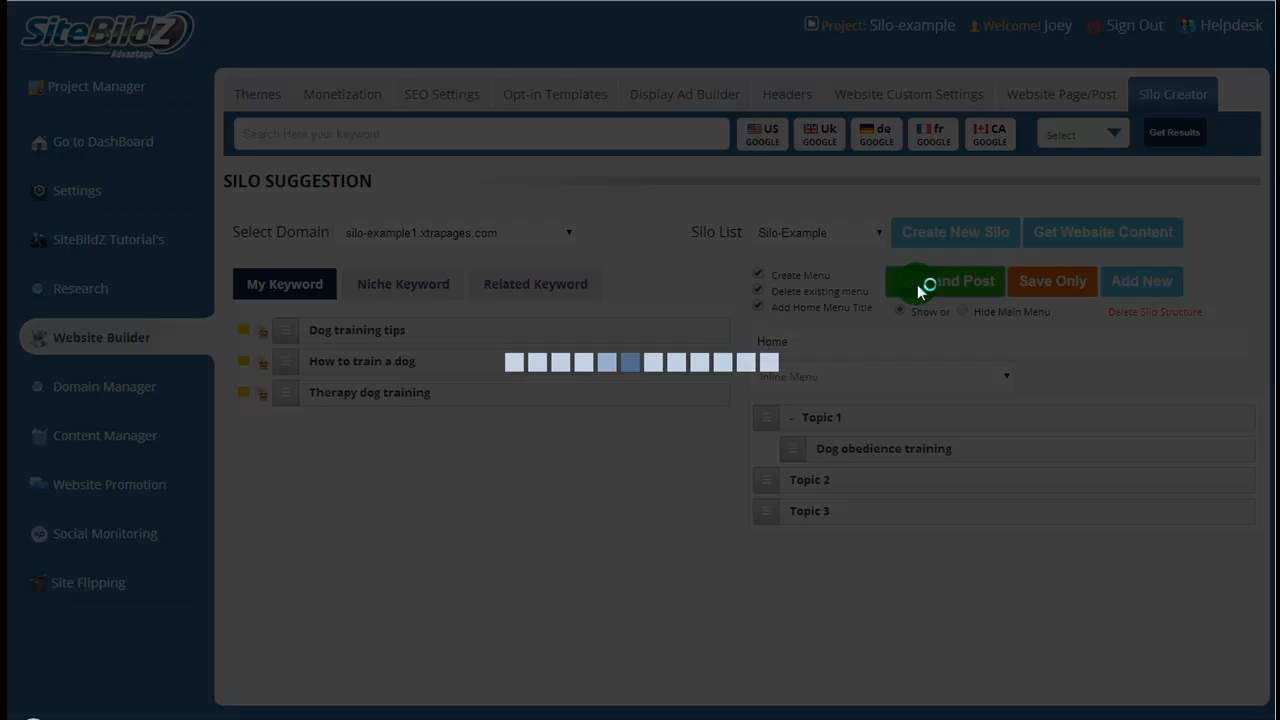 SiteBildZ
Advantage
Project: Silo-example
Welcome! Joey
Sign Out
Helpdesk
Project Manager
Go to DashBoard
Settings
SiteBildZ Tutorial's
Research
Website Builder
Domain Manager
Content Manager
Website Promotion
Social Monitoring
Site Flipping
Themes
Monetization
SEO Settings
Opt-in Templates
Display Ad Builder
Headers
Website Custom Settings
Website Page/Post
Silo Creator
Search Here your keyword
US GOOGLE
Uk GOOGLE
de GOOGLE
fr GOOGLE
CA GOOGLE
Select
Get Results
SILO SUGGESTION
Select Domain
silo-example1.xtrapages.com
Silo List
Silo-Example
Create New Silo
Get Website Content
My Keyword
Niche Keyword
Related Keyword
Create Menu
Delete existing menu
Add Home Menu Title
and Post
Save Only
Add New
Show or
Hide Main Menu
Delete Silo Structure
Dog training tips
How to train a dog
Therapy dog training
Home
Inline Menu
- Topic 1
Dog obedience training
Topic 2
Topic 3